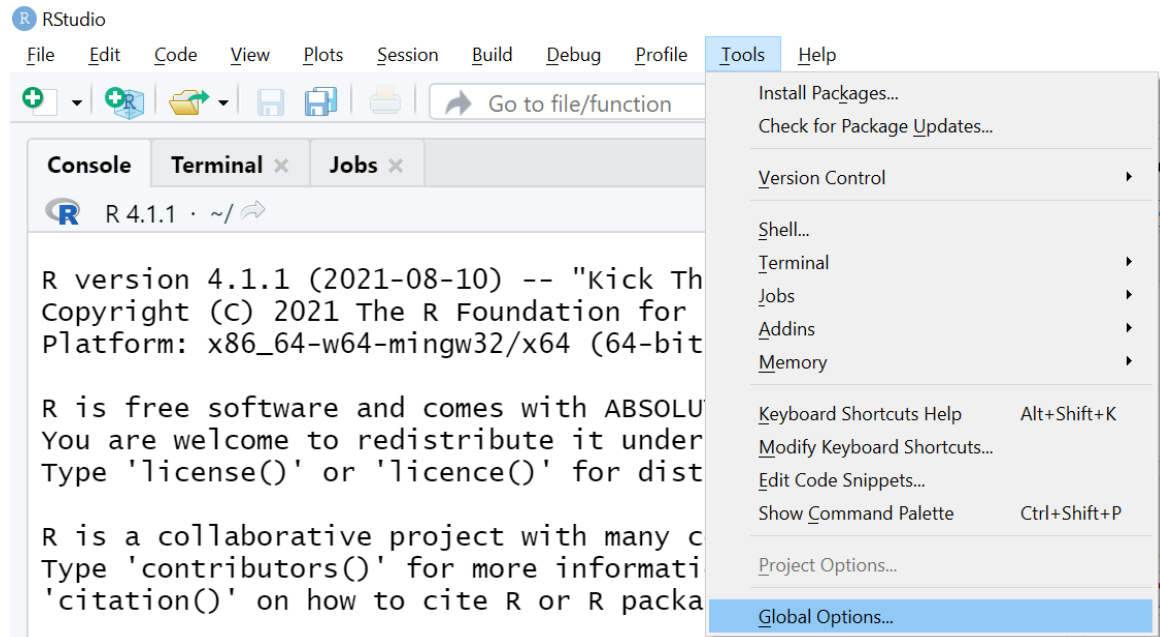 R RStudio
File Edit Code View Plots Session Build Debug Profile Tools Help
Go to file/function
Console Terminal Jobs
R R 4.1.1 · ~/
R version 4.1.1 (2021-08-10) -- "Kick Th
Copyright (C) 2021 The R Foundation for
Platform: x86_64-w64-mingw32/x64 (64-bit
R is free software and comes with ABSOLU
You are welcome to redistribute it under
Type 'license()' or 'licence()' for dist
R is a collaborative project with many c
Type 'contributors()' for more informati
'citation()' on how to cite R or R packa
Install Packages...
Check for Package Updates...
Version Control
Shell...
Terminal
Jobs
Addins
Memory
Keyboard Shortcuts Help Alt+Shift+K
Modify Keyboard Shortcuts...
Edit Code Snippets...
Show Command Palette Ctrl+Shift+P
Project Options...
Global Options...